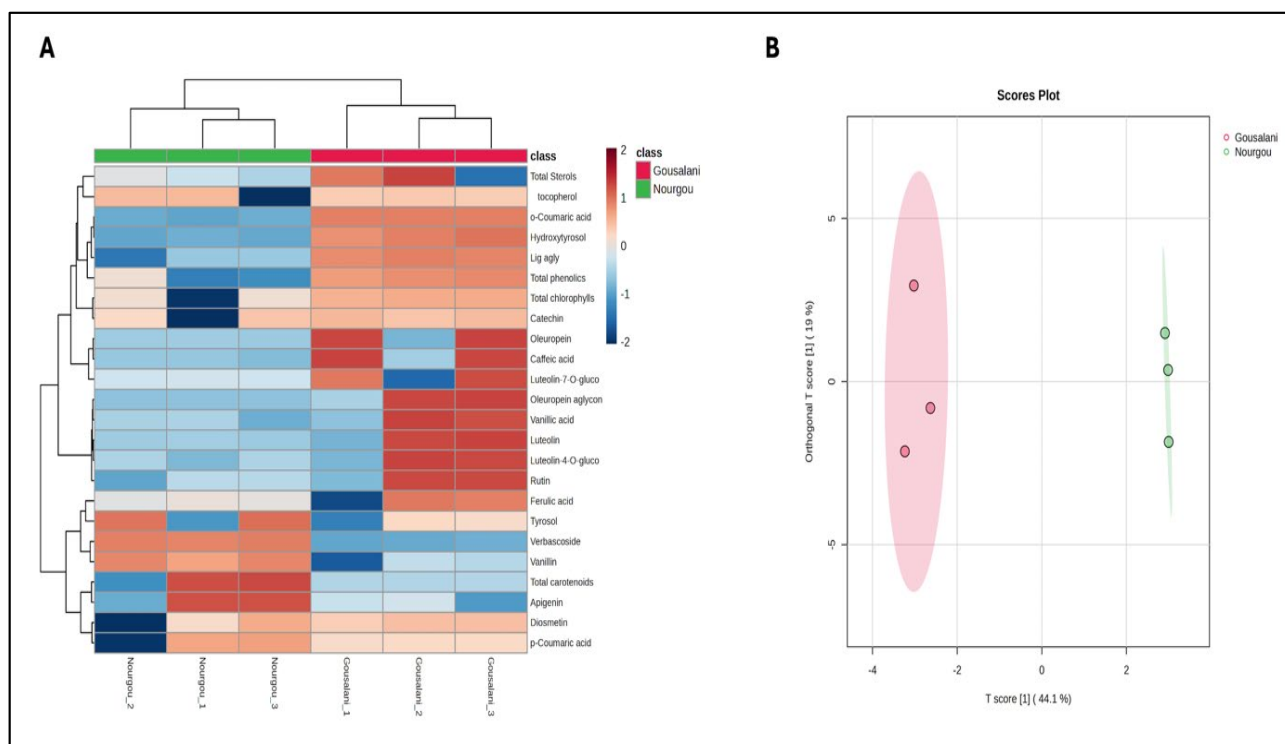 A
B
Scores Plot
class
Total Sterols
tocopherol
o-Coumaric acid
Hydroxytyrosol
Lig agly
Total phenolics
Total chlorophylls
Catechin
Oleuropein
Caffeic acid
Luteolin-7-O-gluco
Oleuropein aglycon
Vanillic acid
Luteolin
Luteolin-4-O-gluco
Rutin
Ferulic acid
Tyrosol
Verbascoside
Vanillin
Total carotenoids
Apigenin
Diosmetin
p-Coumaric acid
Nourgou_2
Nourgou_1
Nourgou_3
Gousalani_1
Gousalani_2
Gousalani_3
2
1
0
-1
-2
class
Gousalani
Nourgou
Orthogonal T score [1] ( 19 %)
5
0
-5
-4
-2
0
2
T score [1] ( 44.1 %)
Gousalani
Nourgou